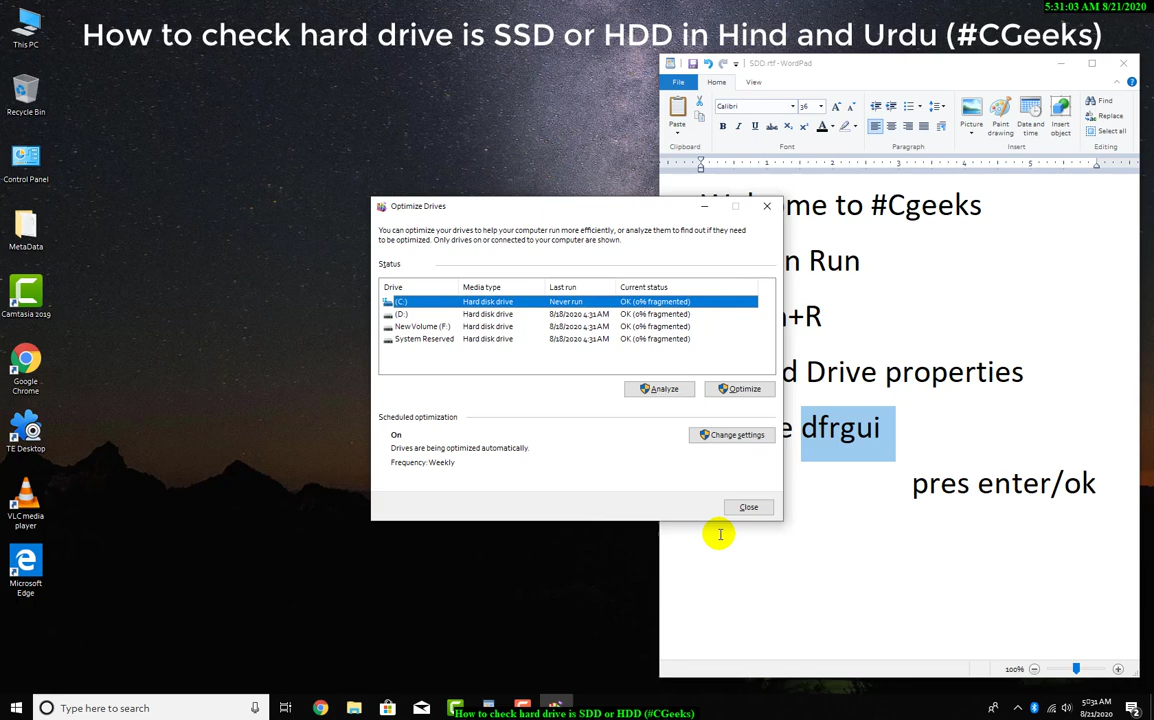 5:31:03 AM 8/21/2020
How to check hard drive is SSD or HDD in Hind and Urdu (#CGeeks)
This PC
Recycle Bin
Control Panel
MetaData
Camtasia 2019
Google
Chrome
TE Desktop
VLC media
player
Microsoft
Edge
SDD.rtf - WordPad
File Home View
Paste
Clipboard
Calibri 36
Font
Paragraph
Picture
Paint
drawing
Date and
time
Insert
object
Insert
Find
Replace
Select all
Editing
1 2 3 4 5
me to #Cgeeks
n Run
+R
d Drive properties
e dfrgui
pres enter/ok
100%
Optimize Drives
You can optimize your drives to help your computer run more efficiently, or analyze them to find out if they need
to be optimized. Only drives on or connected to your computer are shown.
Status
Drive Media type Last run Current status
(C:) Hard disk drive Never run OK (0% fragmented)
(D:) Hard disk drive 8/18/2020 4:31 AM OK (0% fragmented)
New Volume (F:) Hard disk drive 8/18/2020 4:31 AM OK (0% fragmented)
System Reserved Hard disk drive 8/18/2020 4:31 AM OK (0% fragmented)
Analyze Optimize
Scheduled optimization
On
Drives are being optimized automatically.
Frequency: Weekly
Change settings
Close
Type here to search
How to check hard drive is SDD or HDD (#CGeeks)
05:31 AM
8/21/2020
2